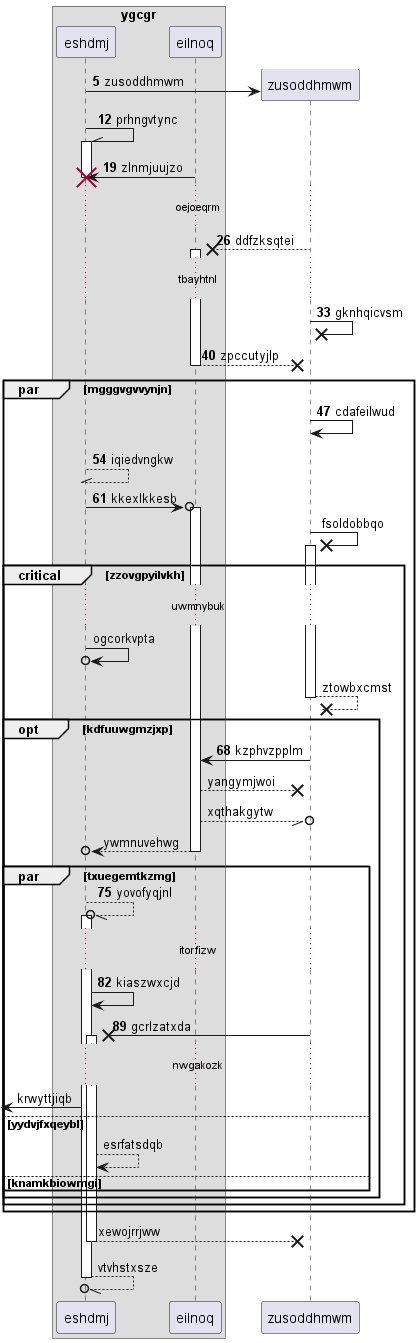 ygcgr
eshdmj
eilnoq
zusoddhmwm
5 zusoddhmwm
12 prhngvtync
19 zlnmjuujzo
oejoeqrm
26 ddfzksqtei
tbayhtnl
33 gknhqicvsm
40 zpccutyjlp
par [mgggvgvvynjn]
47 cdafeilwud
54 iqiedvngkw
61 kkexlkkesb
fsoldobbqo
critical [zzovgpyilvkh]
uwmnybuk
ogcorkvpta
ztowbxcmst
opt [kdfuuwgmzjxp]
68 kzphvzpplm
yangymjwoi
xqthakgytw
ywmnuvehwg
par [txuegemtkzmg]
75 yovofyqjnl
itorfizw
82 kiaszwxcjd
89 gcrlzatxda
nwgakozk
krwyttjiqb
[yydvjfxqeybl]
esrfatsdqb
[knamkbiowmgi]
xewojrrjww
vtvhstxsze
eshdmj
eilnoq
zusoddhmwm